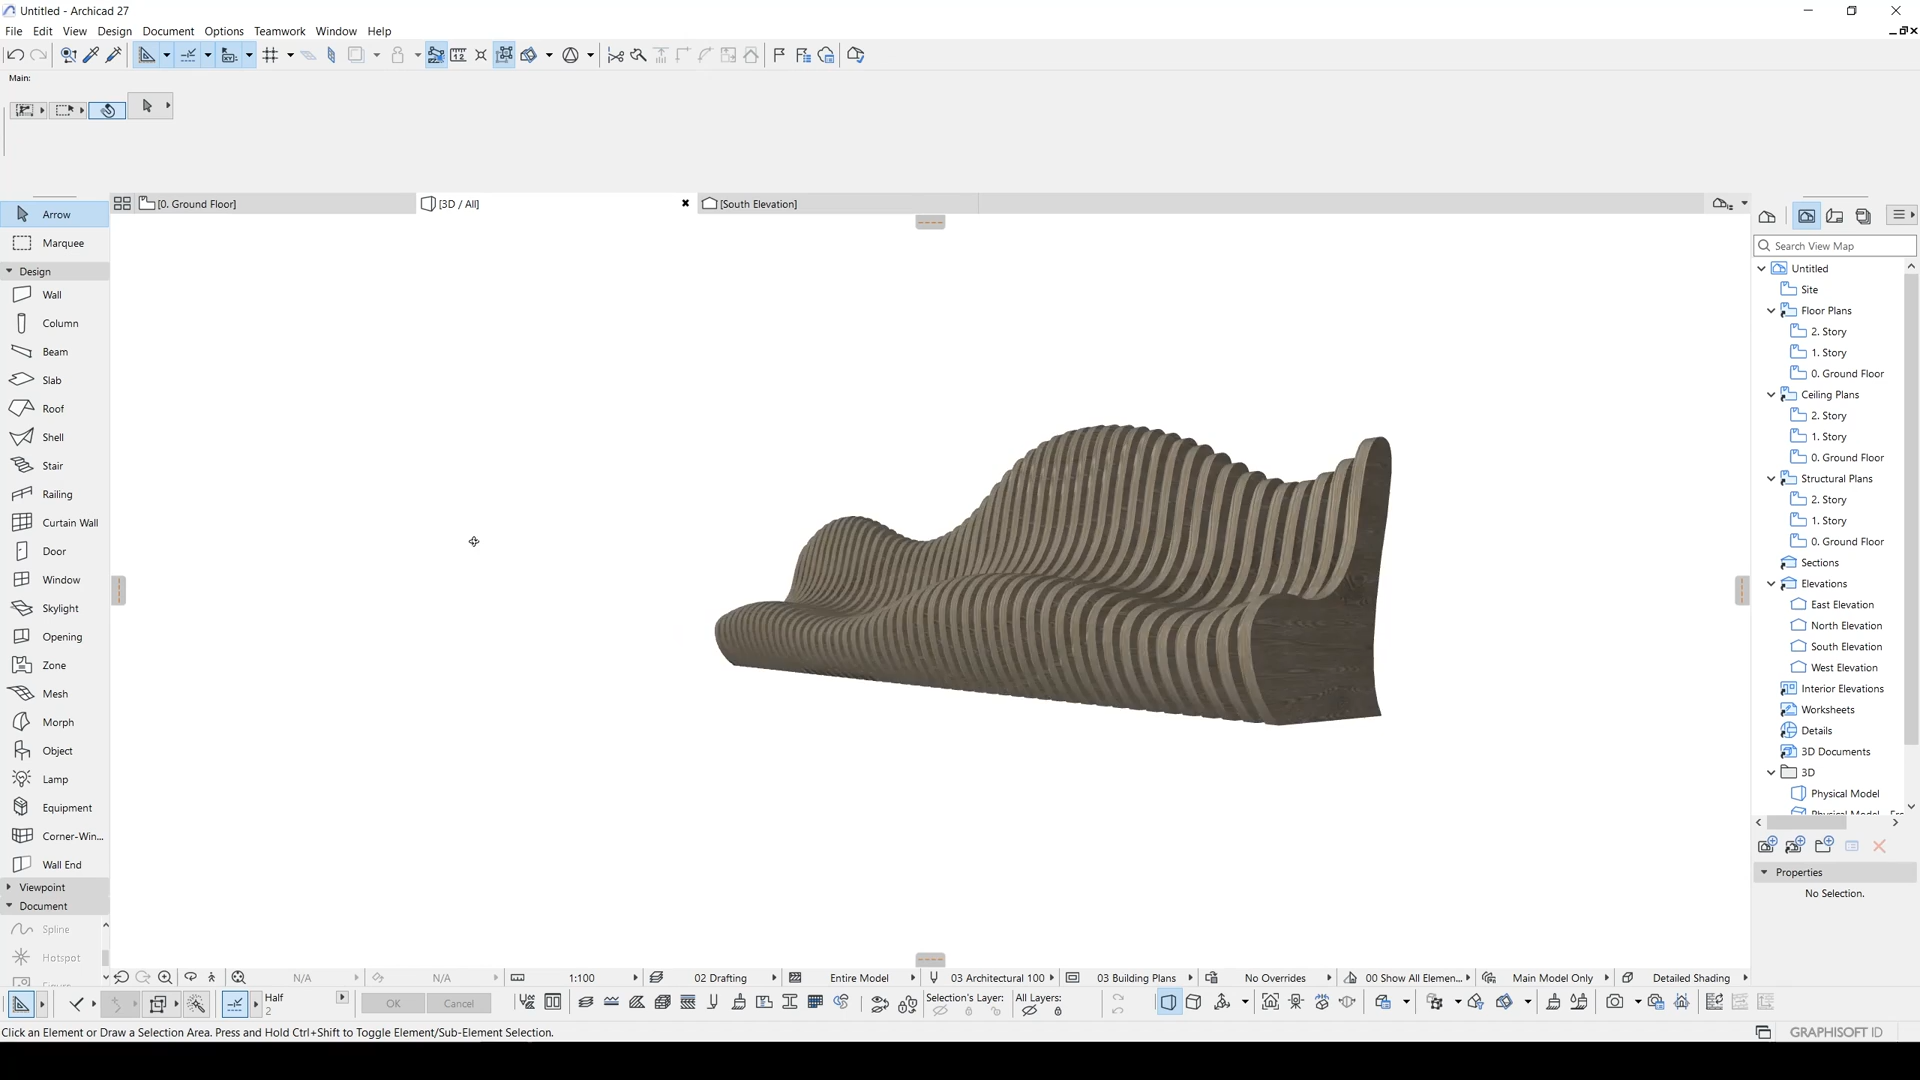 Untitled - Archicad 27
File Edit View Design Document Options Teamwork Window Help
Main:
[0. Ground Floor]
[3D / All]
[South Elevation]
Arrow
Marquee
Design
Wall
Column
Beam
Slab
Roof
Shell
Stair
Railing
Curtain Wall
Door
Window
Skylight
Opening
Zone
Mesh
Morph
Object
Lamp
Equipment
Corner-Win...
Wall End
Viewpoint
Document
Spline
Hotspot
Search View Map
Untitled
Site
Floor Plans
2. Story
1. Story
0. Ground Floor
Ceiling Plans
2. Story
1. Story
0. Ground Floor
Structural Plans
2. Story
1. Story
0. Ground Floor
Sections
Elevations
East Elevation
North Elevation
South Elevation
West Elevation
Interior Elevations
Worksheets
Details
3D Documents
3D
Physical Model
Properties
No Selection.
N/A N/A 1:100 02 Drafting Entire Model 03 Architectural 100 03 Building Plans No Overrides 00 Show All Elemen... Main Model Only Detailed Shading
Half
2
OK Cancel
Selection's Layer: All Layers:
Click an Element or Draw a Selection Area. Press and Hold Ctrl+Shift to Toggle Element/Sub-Element Selection.
GRAPHISOFT ID